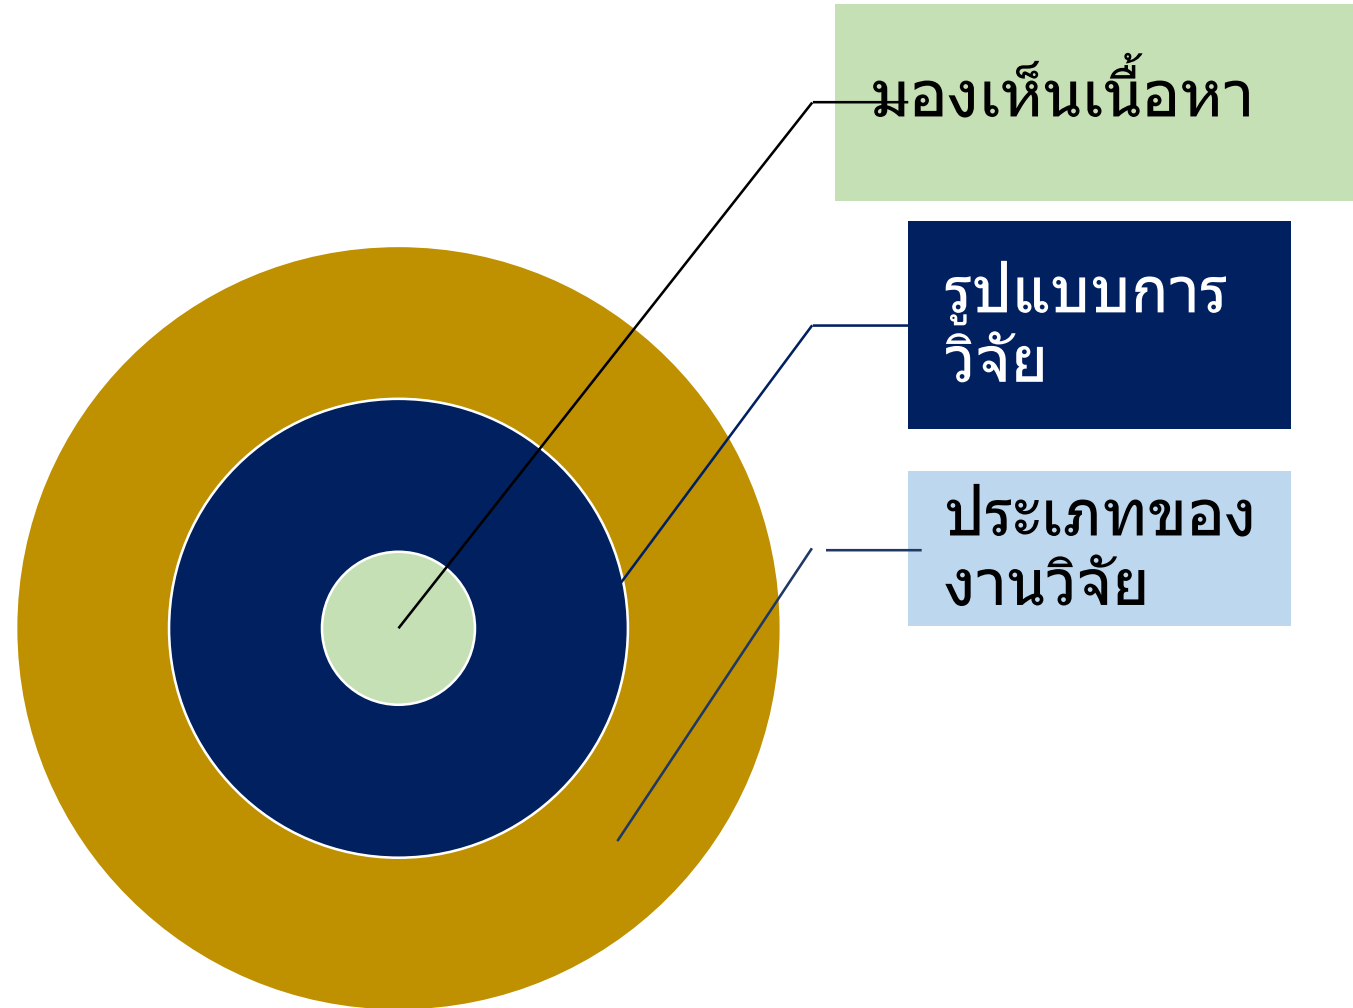 มองเห็นเนื้อหา
รูปแบบการ
วิจัย
ประเภทของ
งานวิจัย